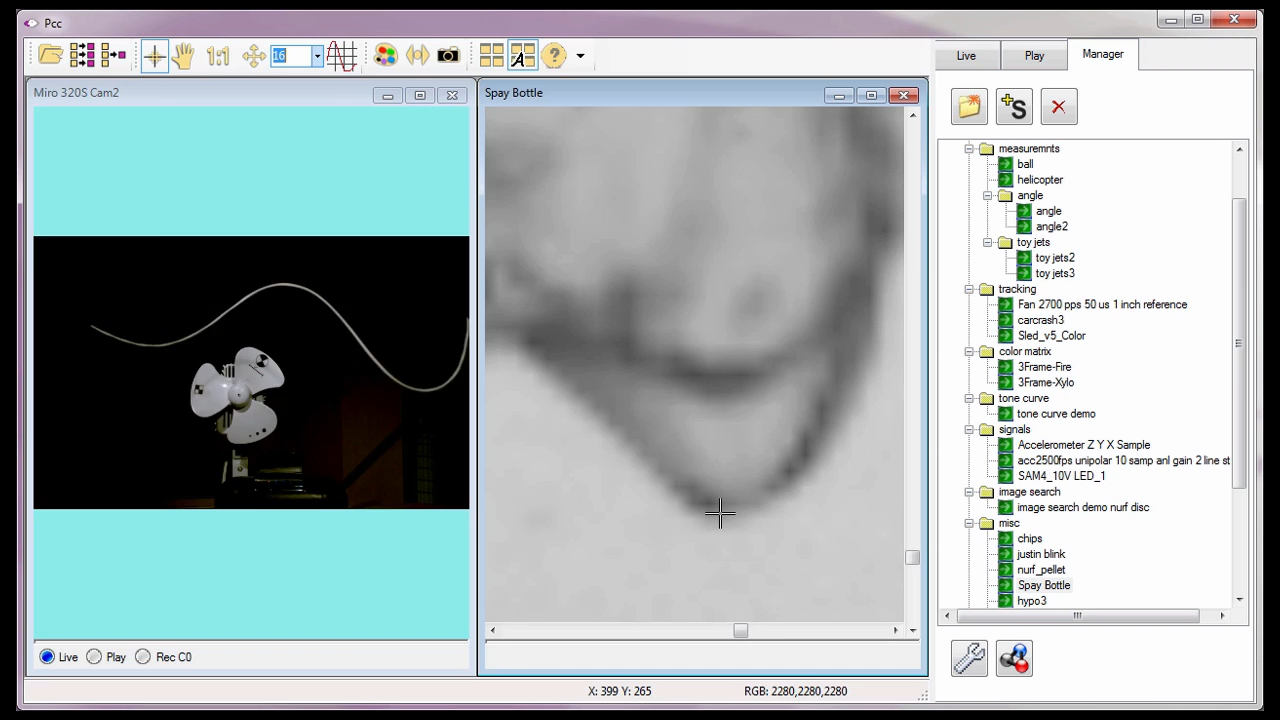 Pcc
1:1
16
A
?
Live
Play
Manager
Miro 320S Cam2
Spay Bottle
S
measuremnts
ball
helicopter
angle
angle
angle2
toy jets
toy jets2
toy jets3
tracking
Fan 2700 pps 50 us 1 inch reference
carcrash3
Sled_v5_Color
color matrix
3Frame-Fire
3Frame-Xylo
tone curve
tone curve demo
signals
Accelerometer Z Y X Sample
acc2500fps unipolar 10 samp anl gain 2 line st
SAM4_10V LED_1
image search
image search demo nurf disc
misc
chips
justin blink
nurf_pellet
Spay Bottle
hypo3
Live
Play
Rec C0
X: 399 Y: 265
RGB: 2280,2280,2280